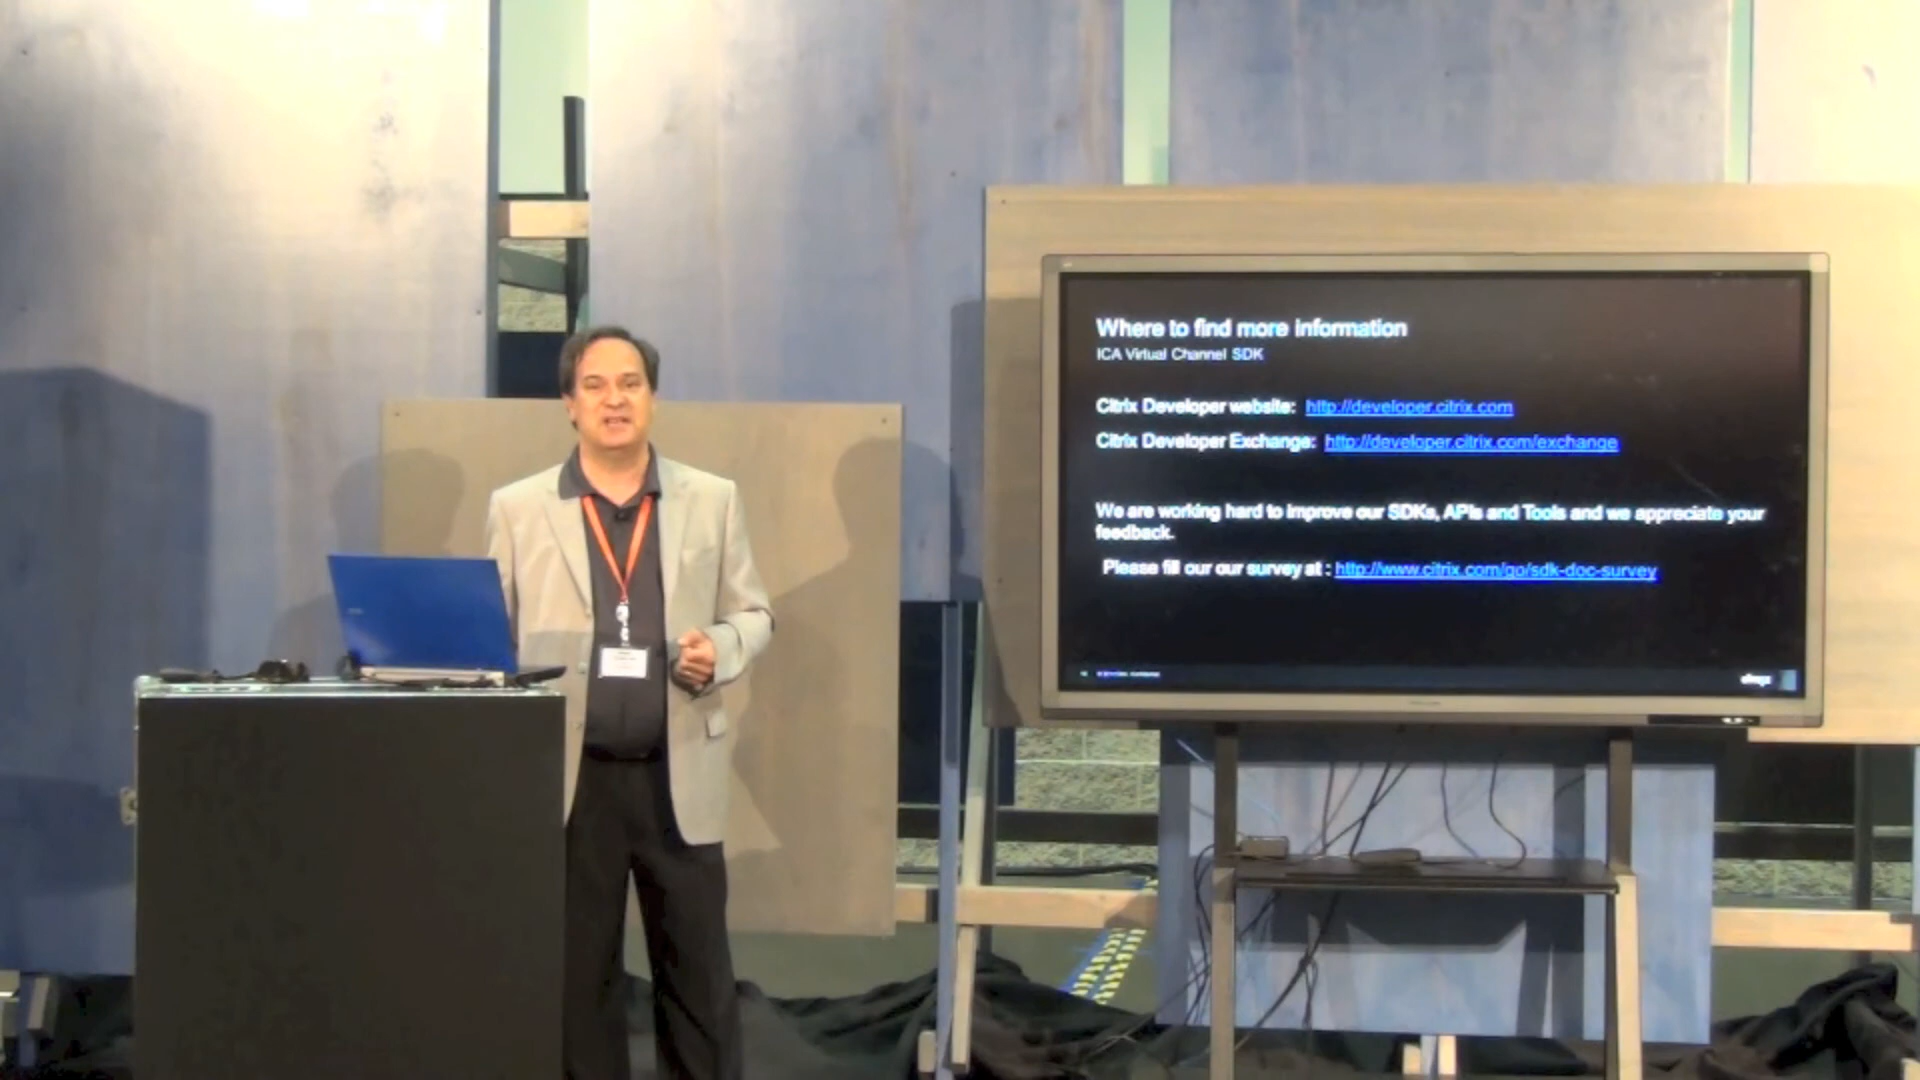 Where to find more information
ICA Virtual Channel SDK
Citrix Developer website: http://developer.citrix.com
Citrix Developer Exchange: http://developer.citrix.com/exchange
We are working hard to improve our SDKs, APIs and Tools and we appreciate your
feedback.
Please fill our our survey at : http://www.citrix.com/go/sdk-doc-survey
citrix